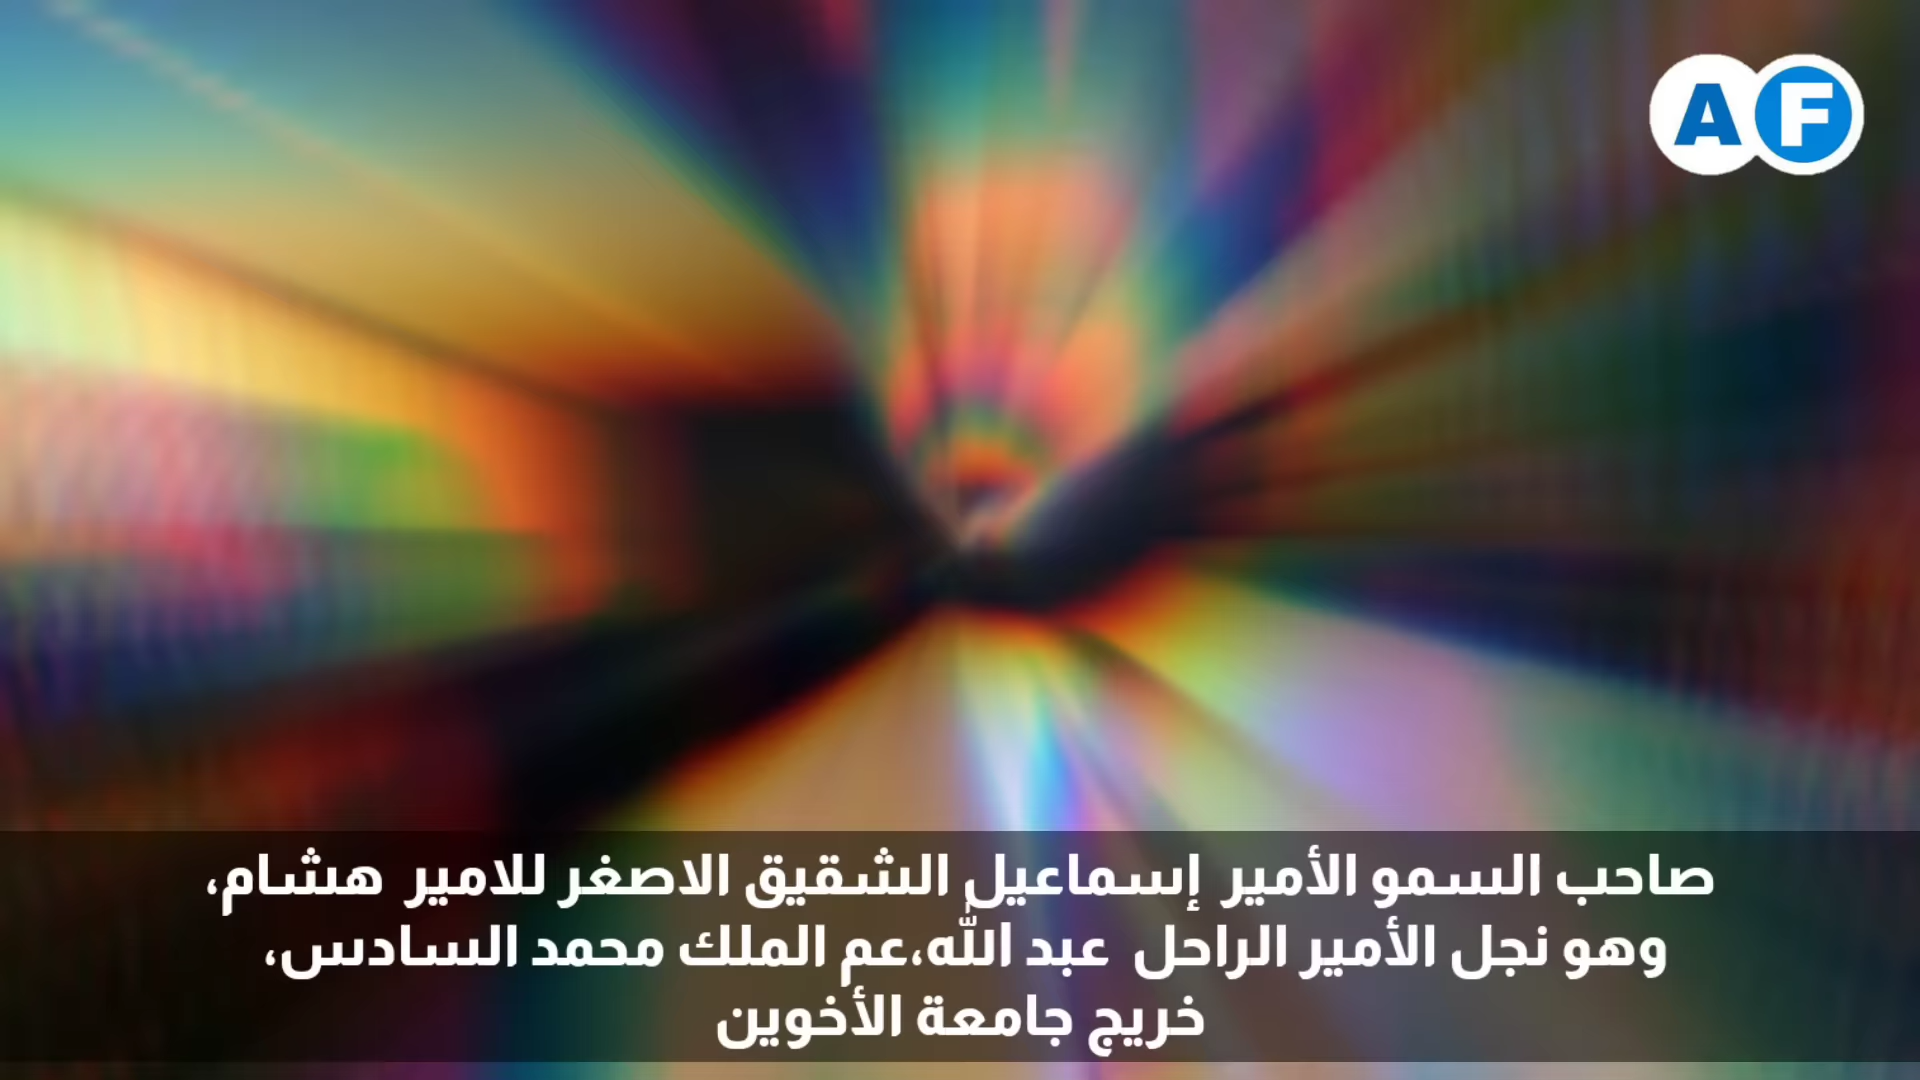 AF
صاحب السمو الأمير إسماعيل الشقيق الاصغر للامير هشام،
وهو نجل الأمير الراحل عبد الله،عم الملك محمد السادس،
خريج جامعة الأخوين